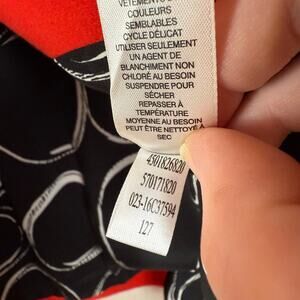 VÊTEMENTS DE
COULEURS
SEMBLABLES
CYCLE DÉLICAT
UTILISER SEULEMENT
UN AGENT DE
BLANCHIMENT NON
CHLORÉ AU BESOIN
SUSPENDRE POUR
SÉCHER
REPASSER À
TEMPÉRATURE
MOYENNE AU BESOIN
PEUT ÊTRE NETTOYÉ À
SEC
4501826820
570171820
023-16C37594
127